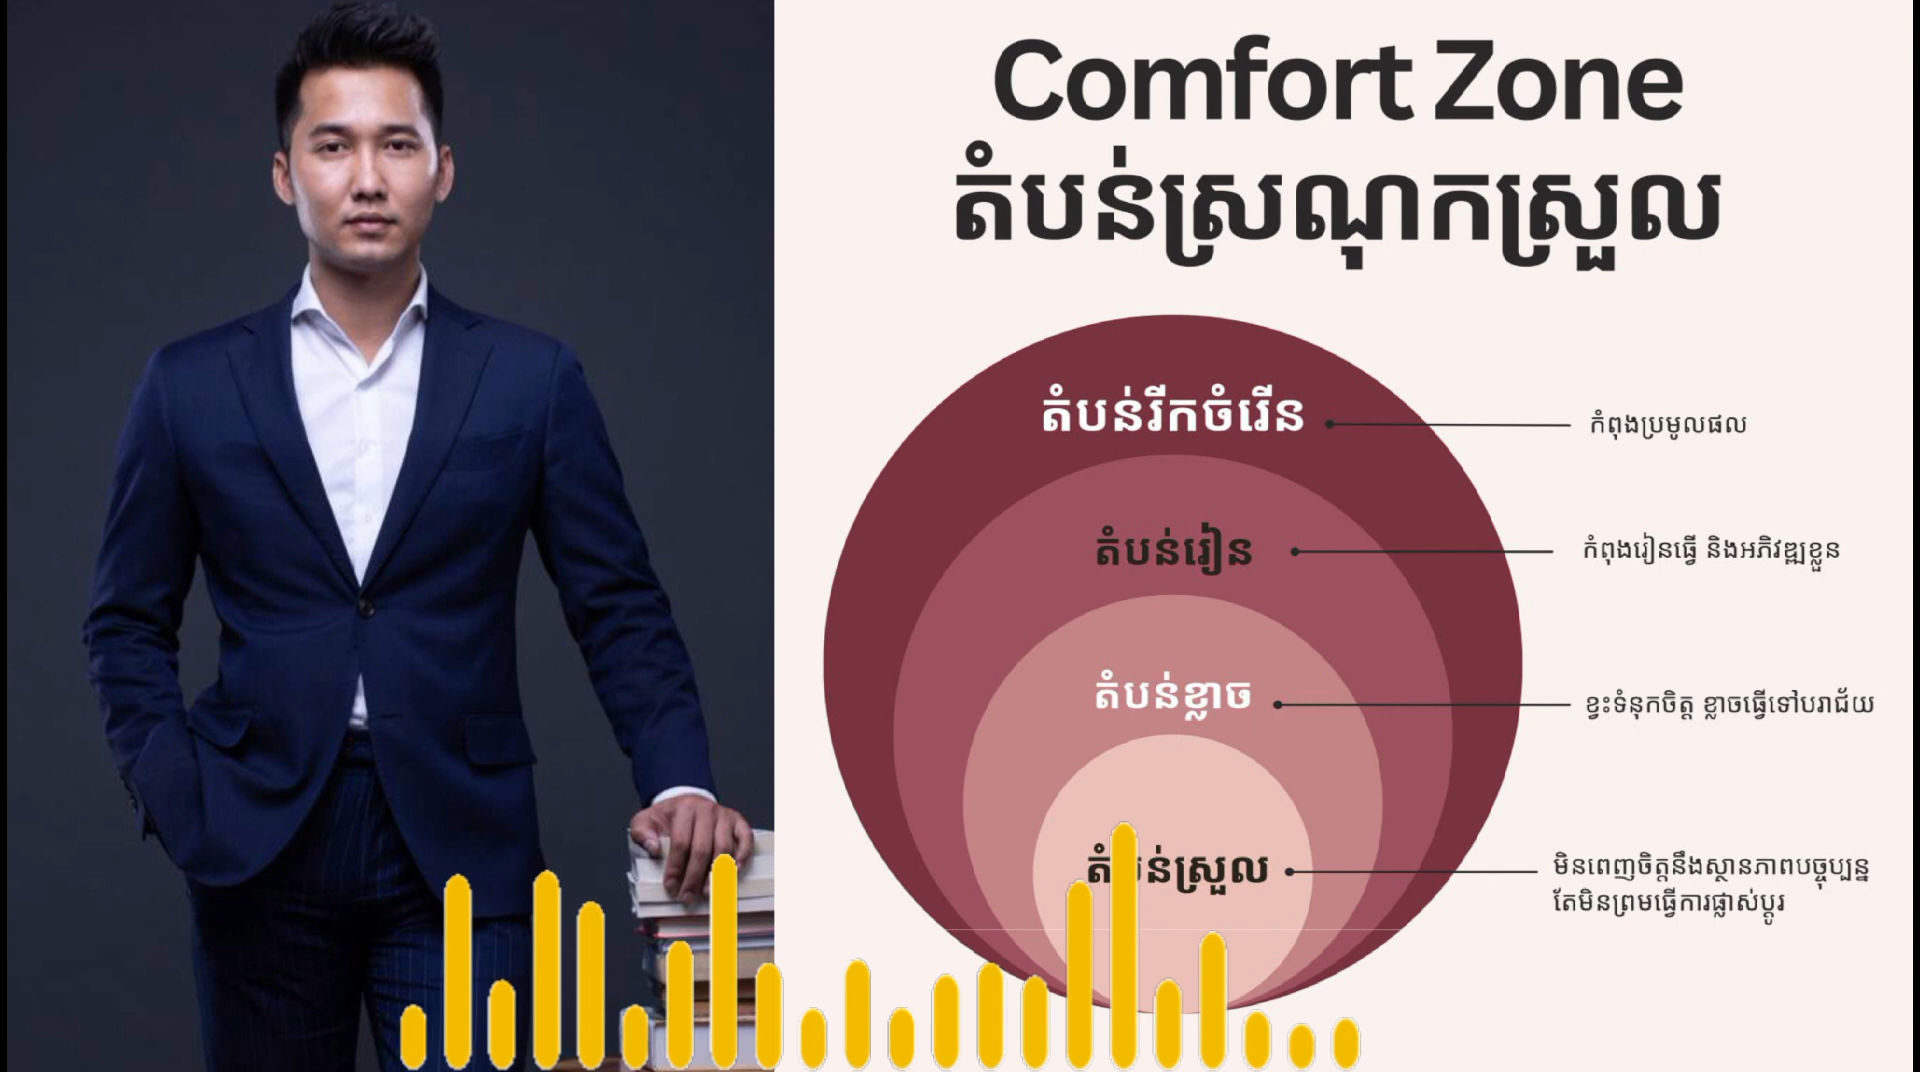 Comfort Zone
តំបន់ស្រណុកស្រួល
តំបន់រីកចំរើន
កំពុងប្រមូលផល
តំបន់រៀន
កំពុងរៀនធ្វើ និងអភិវឌ្ឍខ្លួន
តំបន់ខ្លាច
ខ្វះទំនុកចិត្ត ខ្លាចធ្វើទៅបរាជ័យ
តំបន់ស្រួល
មិនពេញចិត្តនឹងស្ថានភាពបច្ចុប្បន្ន
តែមិនព្រមធ្វើការផ្លាស់ប្តូរ